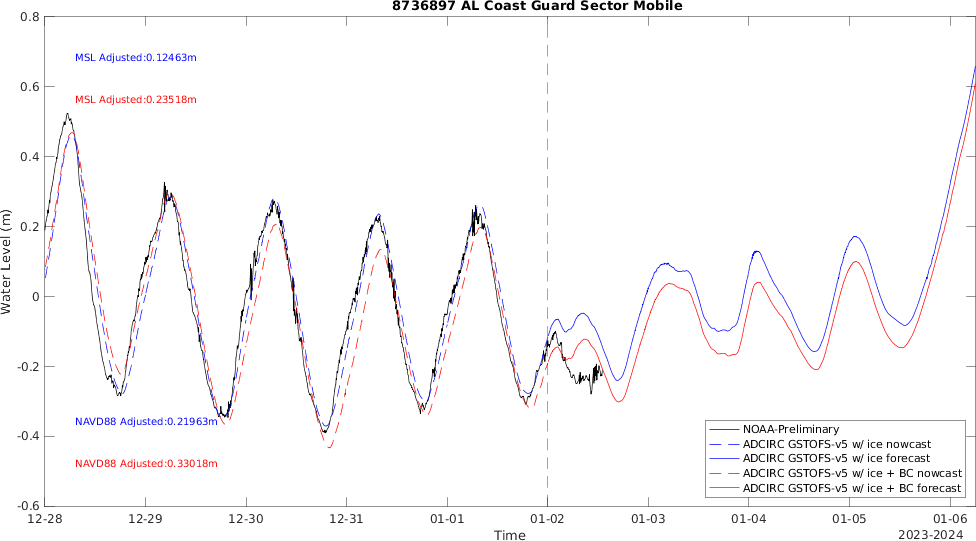 8736897 AL Coast Guard Sector Mobile
0.8
0.6
0.4
0.2
0
-0.2
-0.4
-0.6
Water Level (m)
MSL Adjusted:0.12463m
MSL Adjusted:0.23518m
NAVD88 Adjusted:0.21963m
NAVD88 Adjusted:0.33018m
NOAA-Preliminary
ADCIRC GSTOFS-v5 w/ice nowcast
ADCIRC GSTOFS-v5 w/ice forecast
ADCIRC GSTOFS-v5 w/ice + BC nowcast
ADCIRC GSTOFS-v5 w/ice + BC forecast
12-28 12-29 12-30 12-31 01-01 01-02 01-03 01-04 01-05 01-06
Time
2023-2024